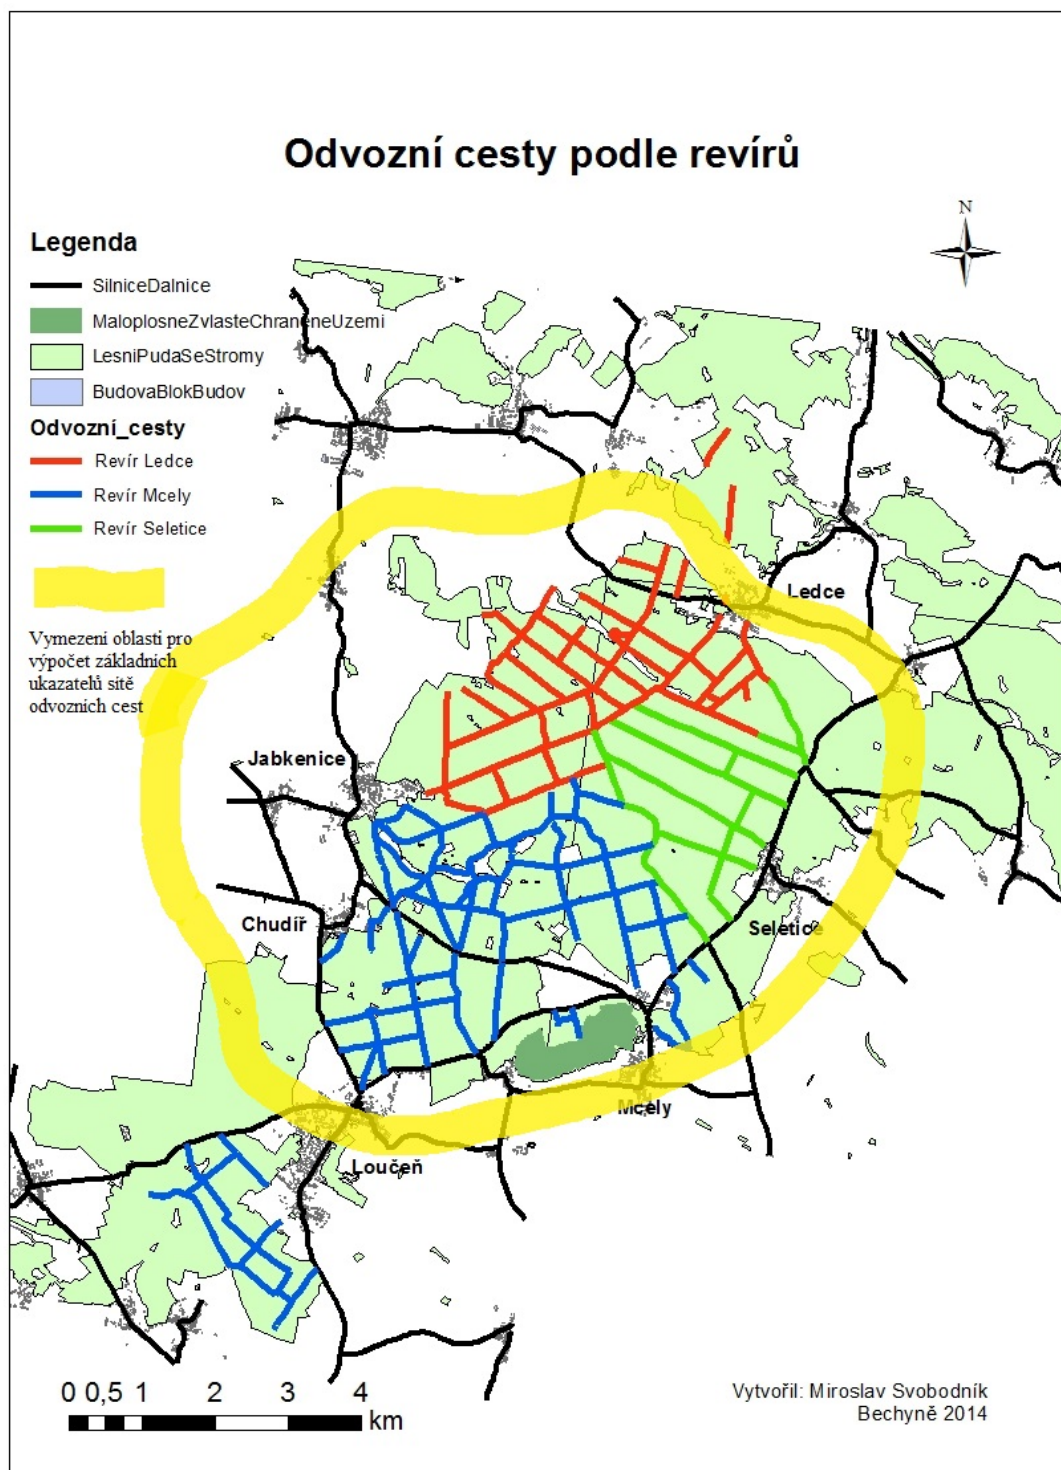 Odvozní cesty podle revírů
N
Legenda
SilniceDalnice
MaloplosneZvlasteChraneneUzemi
LesniPudaSeStromy
BudovaBlokBudov
Odvozní_cesty
Revír Ledce
Revír Mcely
Revír Seletice
Vymezení oblasti pro
výpočet základních
ukazatelů sítě
odvozních cest
Ledce
Jabkenice
Chudíř
Seletice
Mcely
Loučeň
0 0,5 1 2 3 4
km
Vytvořil: Miroslav Svobodník
Bechyně 2014